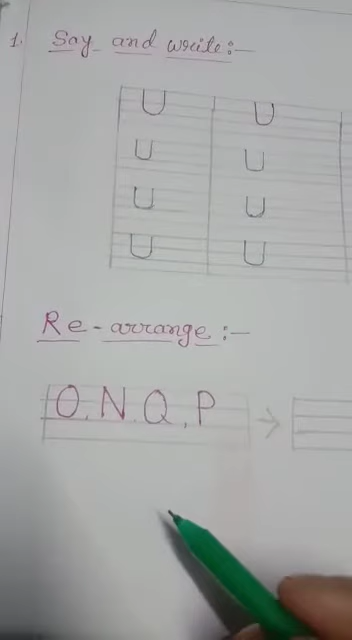 1. Say and write:-
U U
U U
U U
U U
Re-arrange:-
O, N, Q, P →